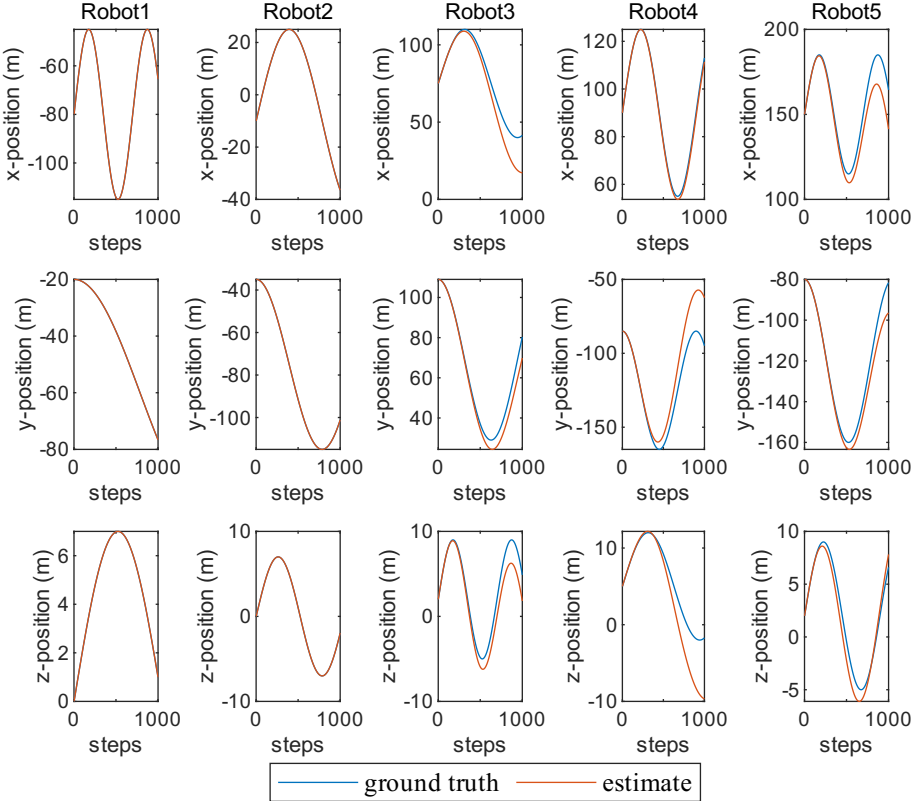 Robot1 Robot2 Robot3 Robot4 Robot5
x-position (m) -60 -80 -100 0 1000 steps
x-position (m) 20 0 -20 -40 0 1000 steps
x-position (m) 100 50 0 0 1000 steps
x-position (m) 120 100 80 60 0 1000 steps
x-position (m) 200 150 100 0 1000 steps
y-position (m) -20 -40 -60 -80 0 1000 steps
y-position (m) -40 -60 -80 -100 0 1000 steps
y-position (m) 100 80 60 40 0 1000 steps
y-position (m) -50 -100 -150 0 1000 steps
y-position (m) -80 -100 -120 -140 -160 0 1000 steps
z-position (m) 6 4 2 0 0 1000 steps
z-position (m) 10 0 -10 0 1000 steps
z-position (m) 10 0 -10 0 1000 steps
z-position (m) 10 0 -10 0 1000 steps
z-position (m) 10 5 0 -5 0 1000 steps
ground truth estimate